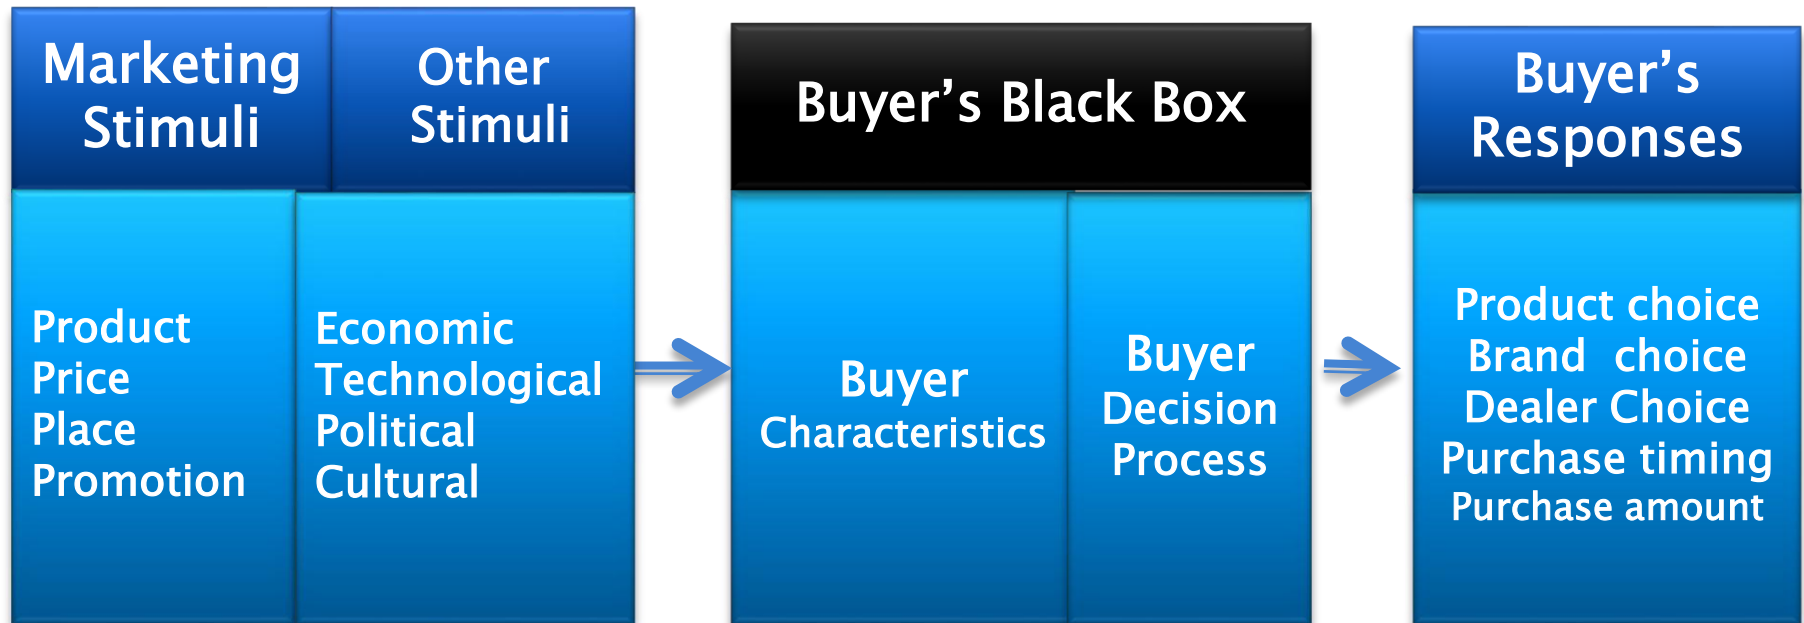 Marketing
Stimuli
Other
Stimuli
Product
Price
Place
Promotion
Economic
Technological
Political
Cultural
Buyer’s Black Box
Buyer
Characteristics
Buyer
Decision
Process
Buyer’s
Responses
Product choice
Brand  choice
Dealer Choice
Purchase timing
Purchase amount